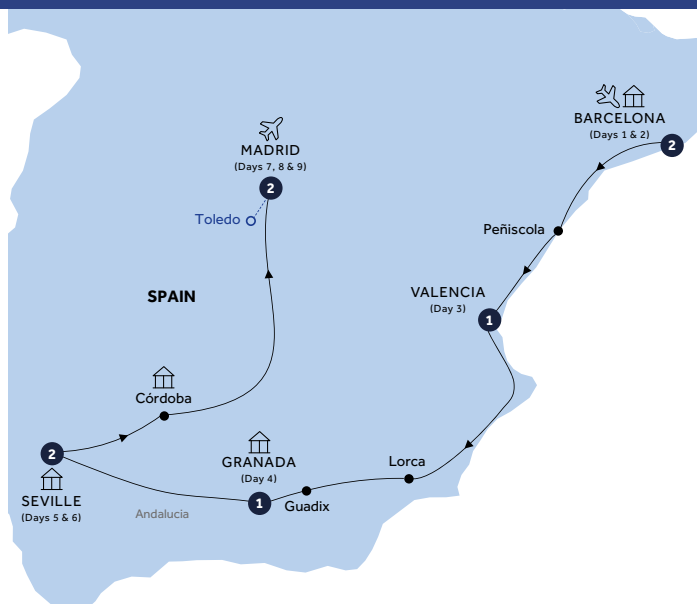 BARCELONA
(Days 1 & 2)
2
MADRID
(Days 7, 8 & 9)
2
Toledo
Peñiscola
SPAIN
VALENCIA
(Day 3)
1
Córdoba
2
SEVILLE
(Days 5 & 6)
GRANADA
(Day 4)
1
Guadix
Lorca
Andalucia